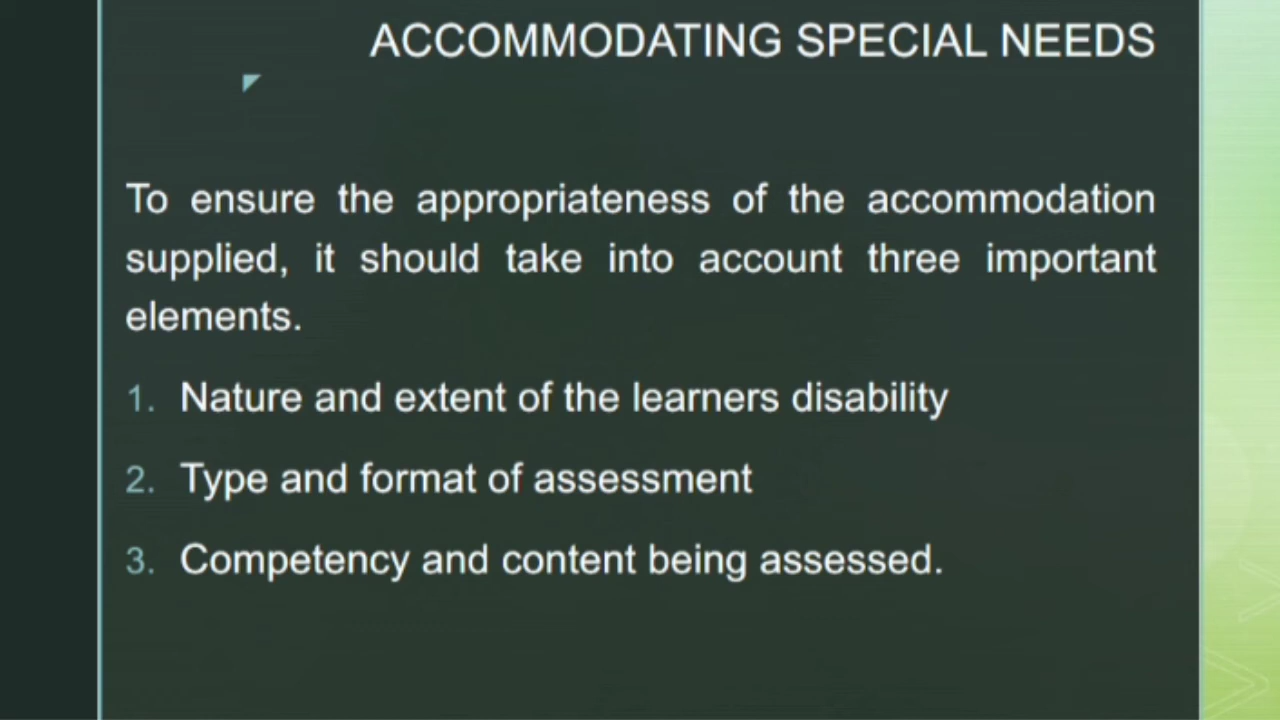 ACCOMMODATING SPECIAL NEEDS
To ensure the appropriateness of the accommodation
supplied, it should take into account three important
elements.
1. Nature and extent of the learners disability
2. Type and format of assessment
3. Competency and content being assessed.